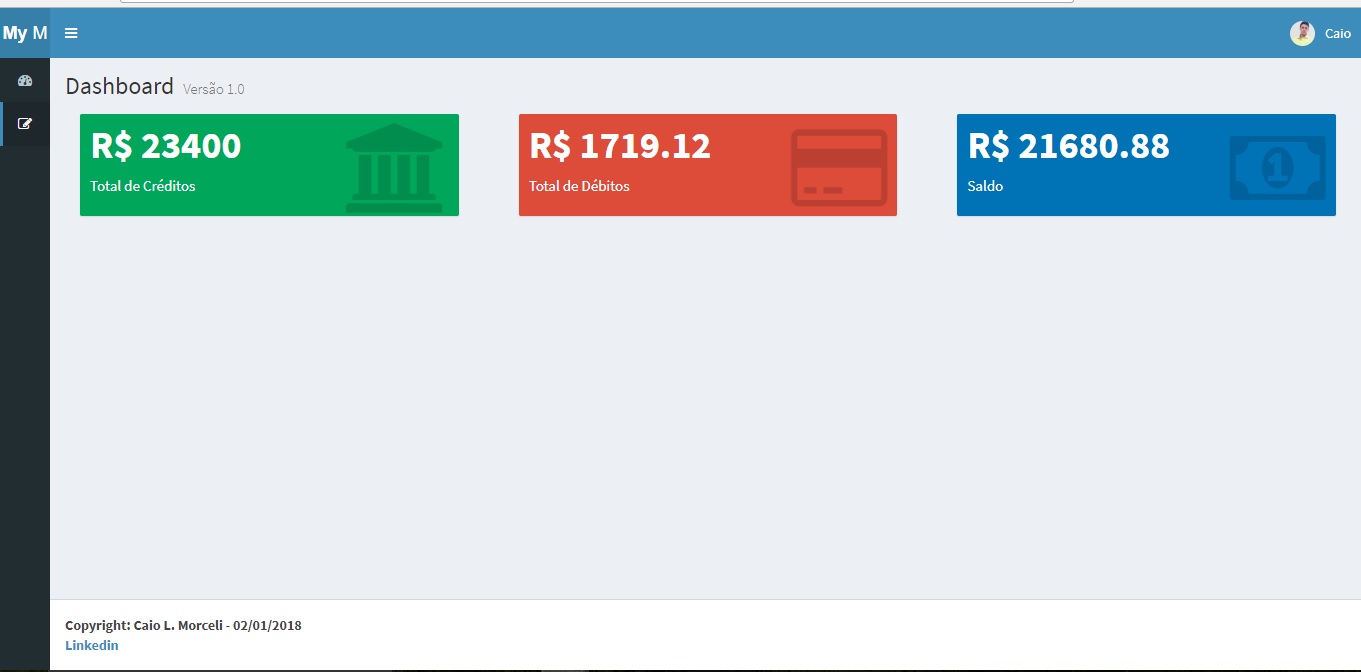 My M
Caio
Dashboard Versão 1.0
R$ 23400
Total de Créditos
R$ 1719.12
Total de Débitos
R$ 21680.88
Saldo
1
Copyright: Caio L. Morceli - 02/01/2018
Linkedin